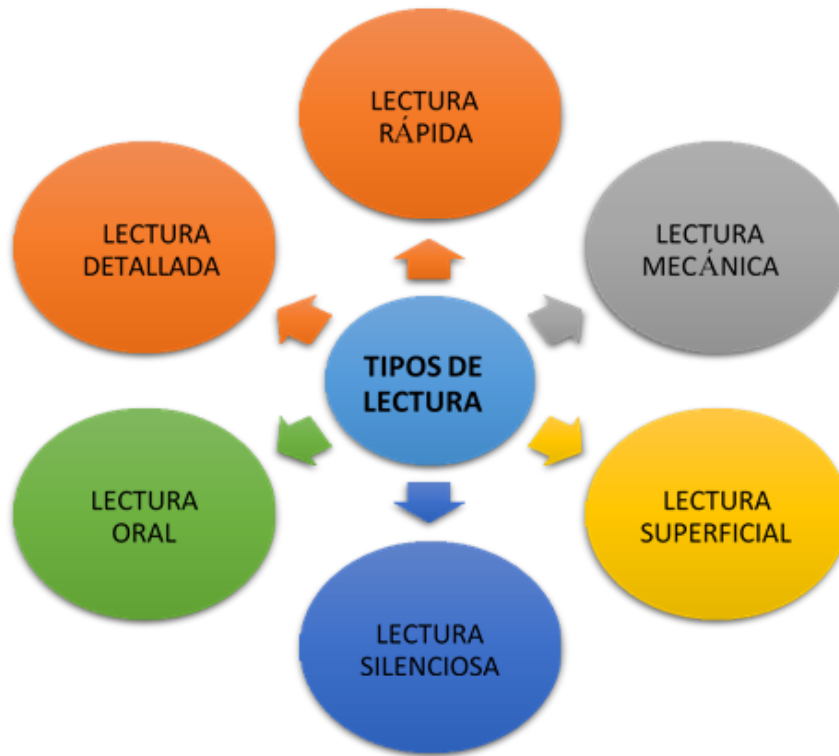 LECTURA
RÁPIDA
LECTURA
DETALLADA
LECTURA
MECÁNICA
TIPOS DE
LECTURA
LECTURA
ORAL
LECTURA
SUPERFICIAL
LECTURA
SILENCIOSA